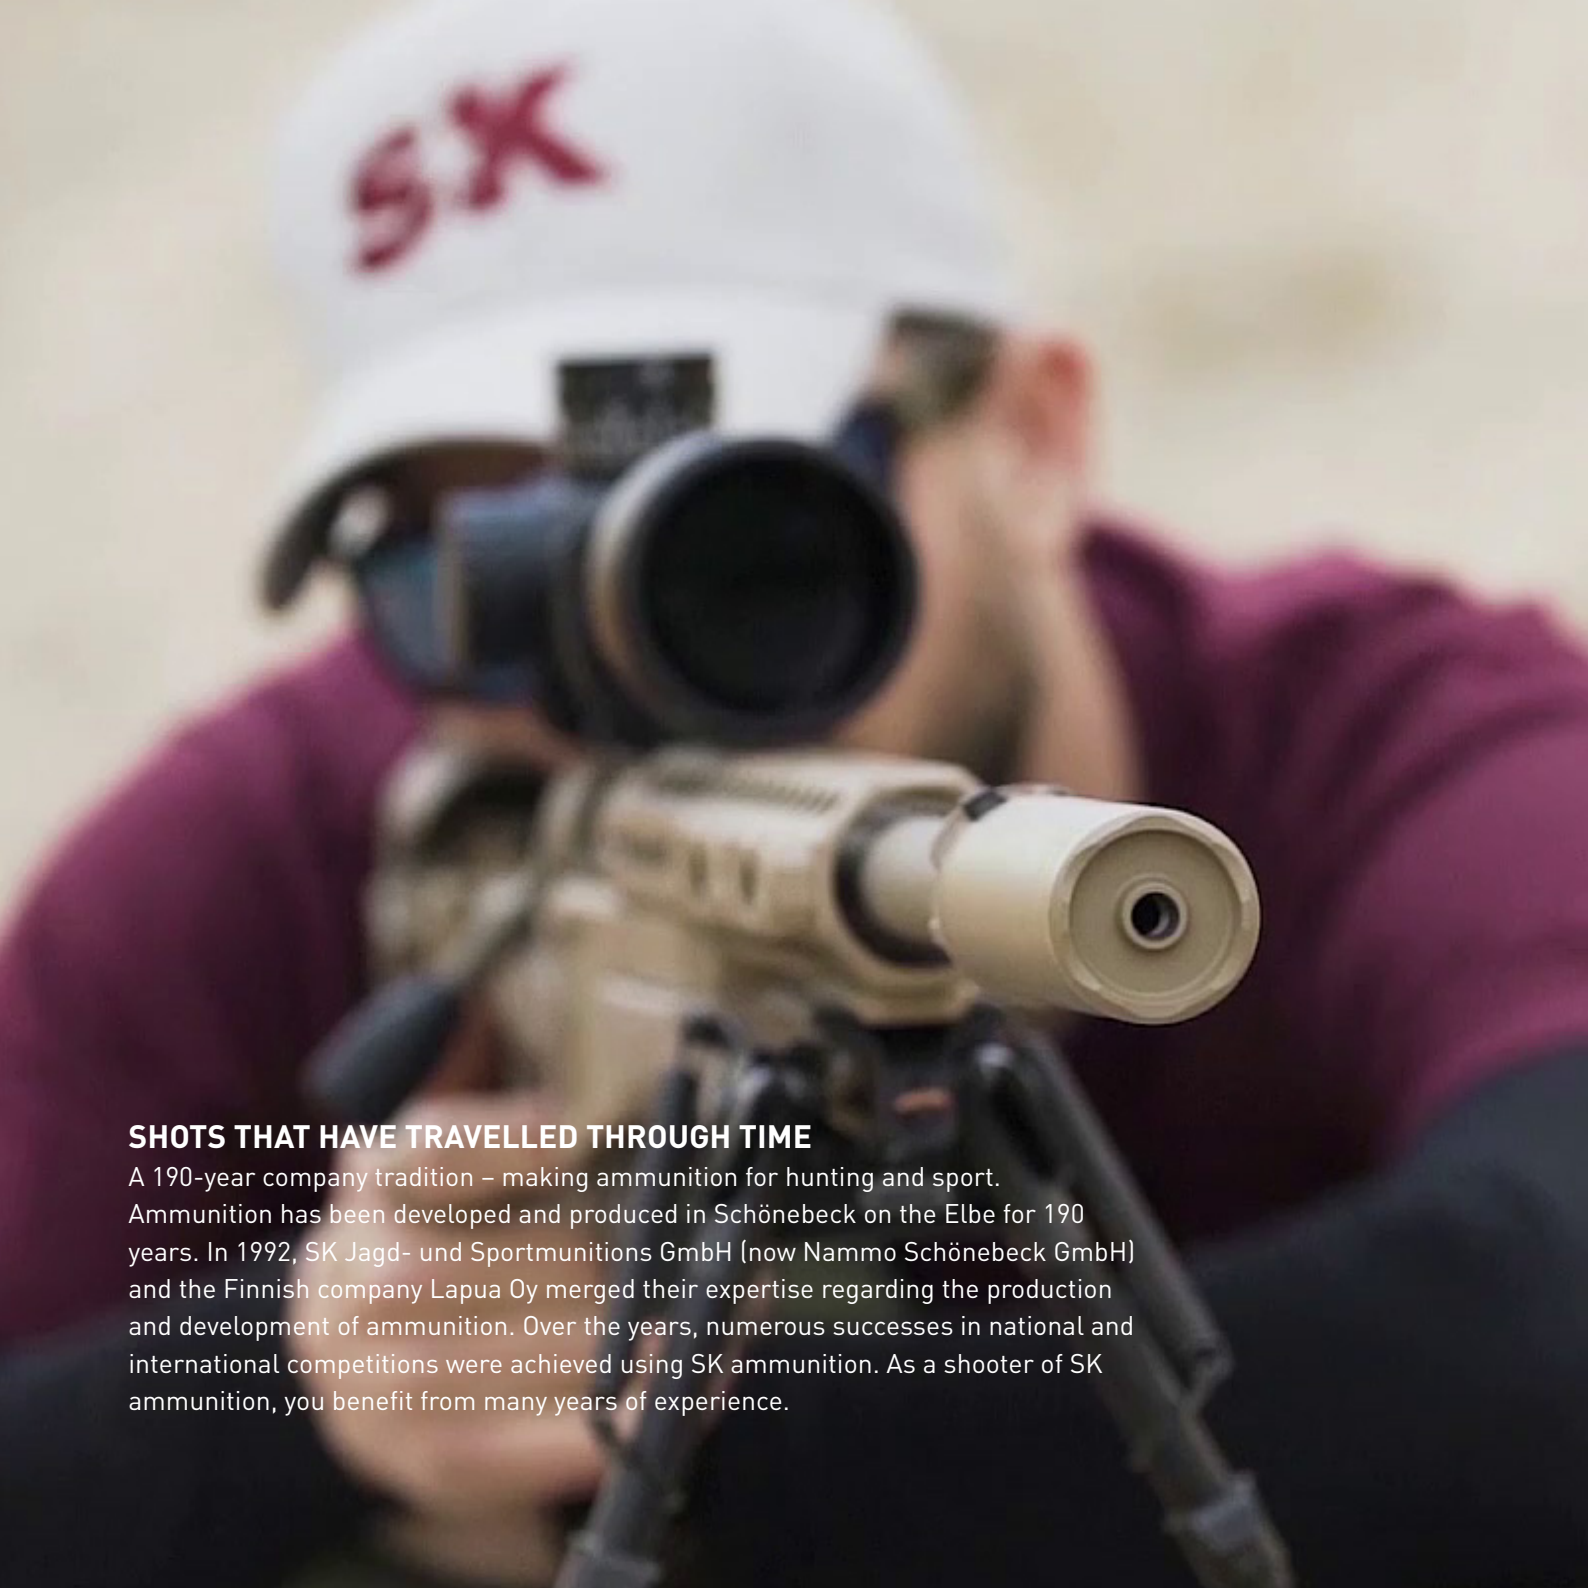 SK
SHOTS THAT HAVE TRAVELLED THROUGH TIME
A 190-year company tradition – making ammunition for hunting and sport.
Ammunition has been developed and produced in Schönebeck on the Elbe for 190
years. In 1992, SK Jagd- und Sportmunitions GmbH (now Nammo Schönebeck GmbH)
and the Finnish company Lapua Oy merged their expertise regarding the production
and development of ammunition. Over the years, numerous successes in national and
international competitions were achieved using SK ammunition. As a shooter of SK
ammunition, you benefit from many years of experience.